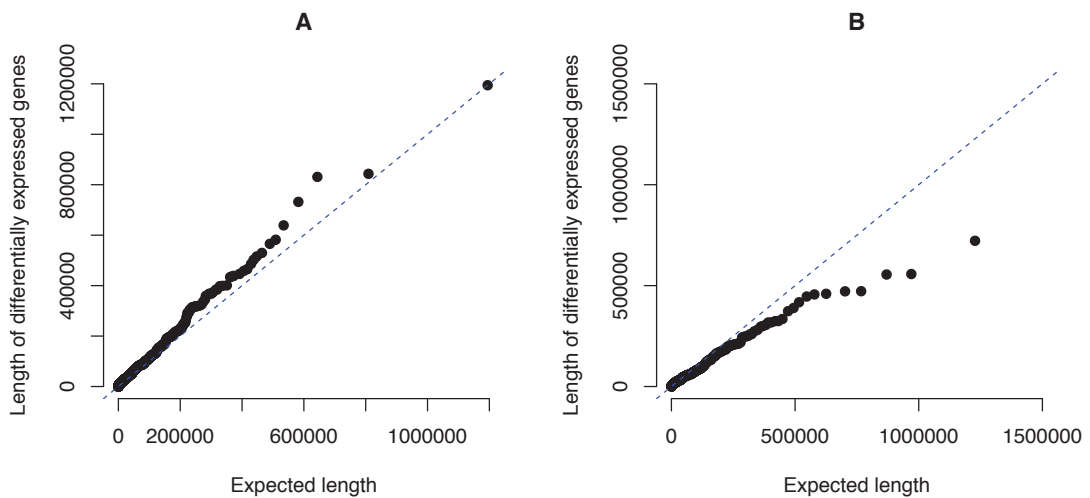 A
Length of differentially expressed genes
0
400000
800000
1200000
0 200000 600000 1000000
Expected length
B
Length of differentially expressed genes
0
500000
1000000
1500000
0 500000 1000000 1500000
Expected length